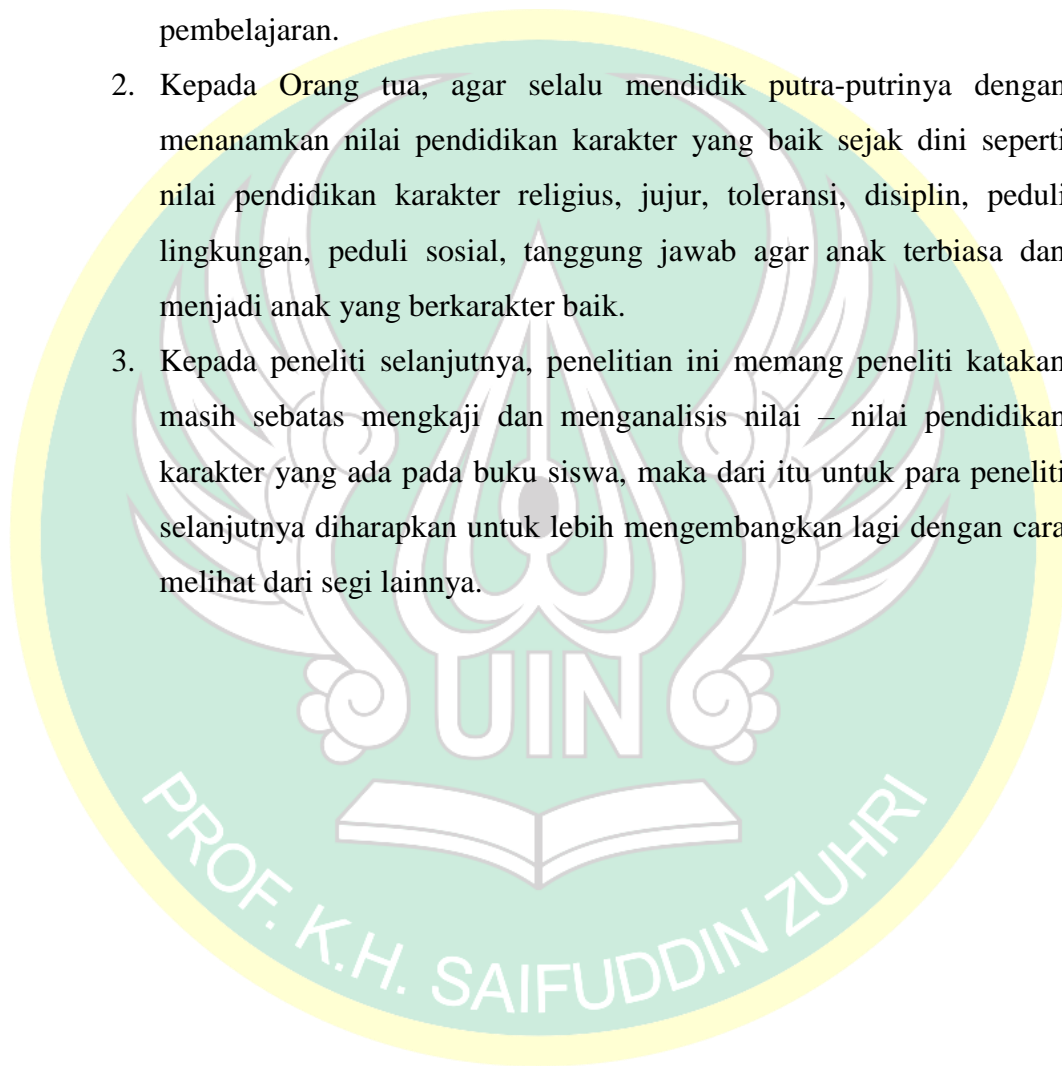 pembelajaran.
2. Kepada Orang tua, agar selalu mendidik putra-putrinya dengan
menanamkan nilai pendidikan karakter yang baik sejak dini seperti
nilai pendidikan karakter religius, jujur, toleransi, disiplin, peduli
lingkungan, peduli sosial, tanggung jawab agar anak terbiasa dan
menjadi anak yang berkarakter baik.
3. Kepada peneliti selanjutnya, penelitian ini memang peneliti katakan
masih sebatas mengkaji dan menganalisis nilai – nilai pendidikan
karakter yang ada pada buku siswa, maka dari itu untuk para peneliti
selanjutnya diharapkan untuk lebih mengembangkan lagi dengan cara
melihat dari segi lainnya.
UIN
PROF. K.H. SAIFUDDIN ZUHRI